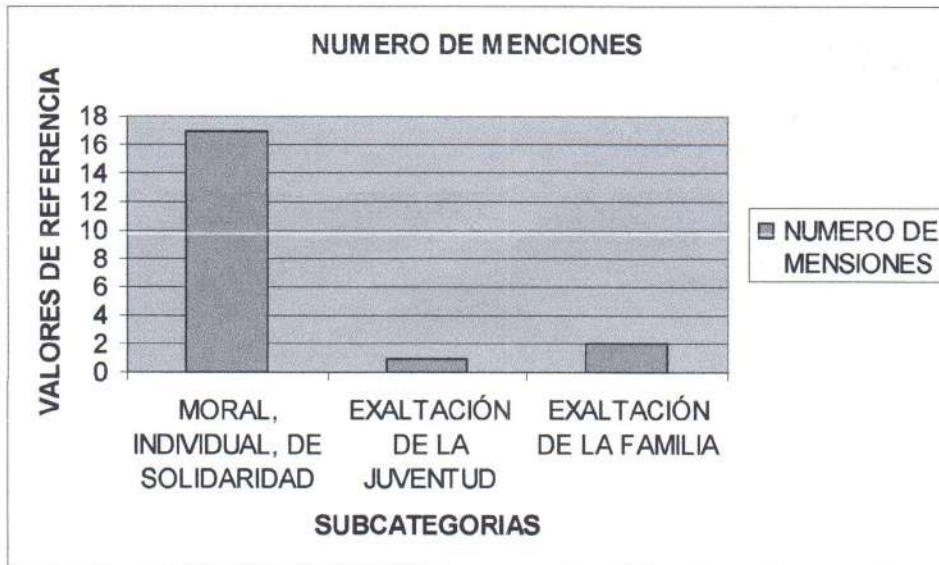 NUMERO DE MENCIONES
VALORES DE REFERENCIA
18
16
14
12
10
8
6
4
2
0
MORAL,
INDIVIDUAL, DE
SOLIDARIDAD
EXALTACIÓN
DE LA
JUVENTUD
EXALTACIÓN
DE LA FAMILIA
SUBCATEGORIAS
NUMERO DE
MENSIONES